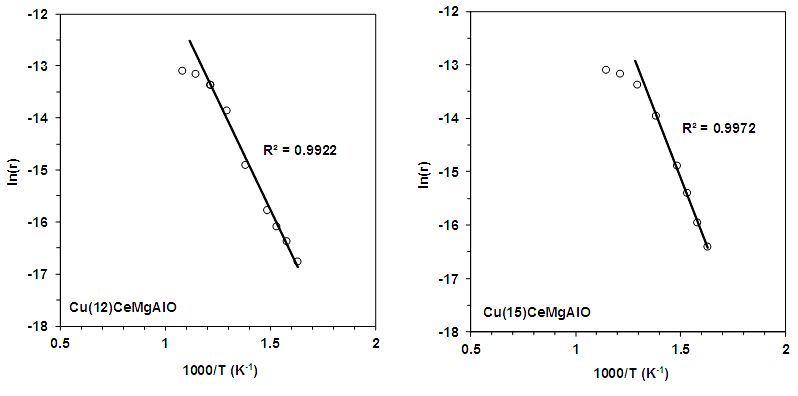 -12
-13
-14
-15
-16
-17
-18
ln(r)
R² = 0.9922
Cu(12)CeMgAlO
0.5
1
1.5
2
1000/T (K⁻¹)
-12
-13
-14
-15
-16
-17
-18
ln(r)
R² = 0.9972
Cu(15)CeMgAlO
0.5
1
1.5
2
1000/T (K⁻¹)